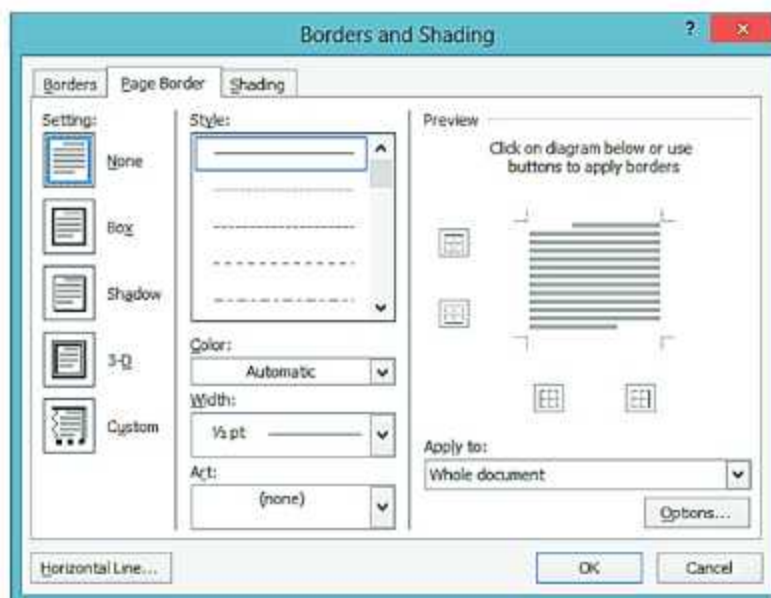 Borders and Shading
?
Borders
Page Border
Shading
Setting:
None
Box
Shadow
3-D
Custom
Style:
Color:
Automatic
Width:
½ pt
Art:
(none)
Preview
Click on diagram below or use
buttons to apply borders
Apply to:
Whole document
Options...
Horizontal Line...
OK
Cancel